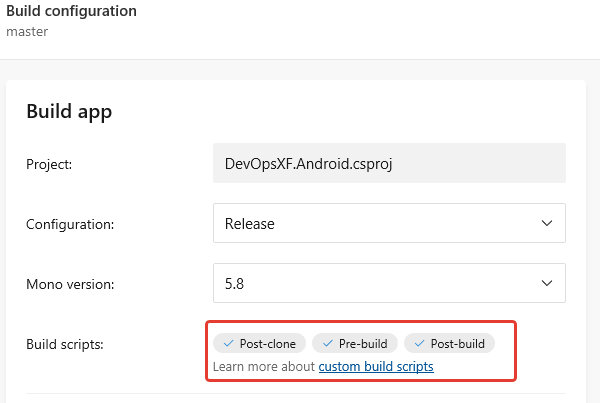 Build configuration
master
Build app
Project: DevOpsXF.Android.csproj
Configuration: Release
Mono version: 5.8
Build scripts: Post-clone Pre-build Post-build
Learn more about custom build scripts